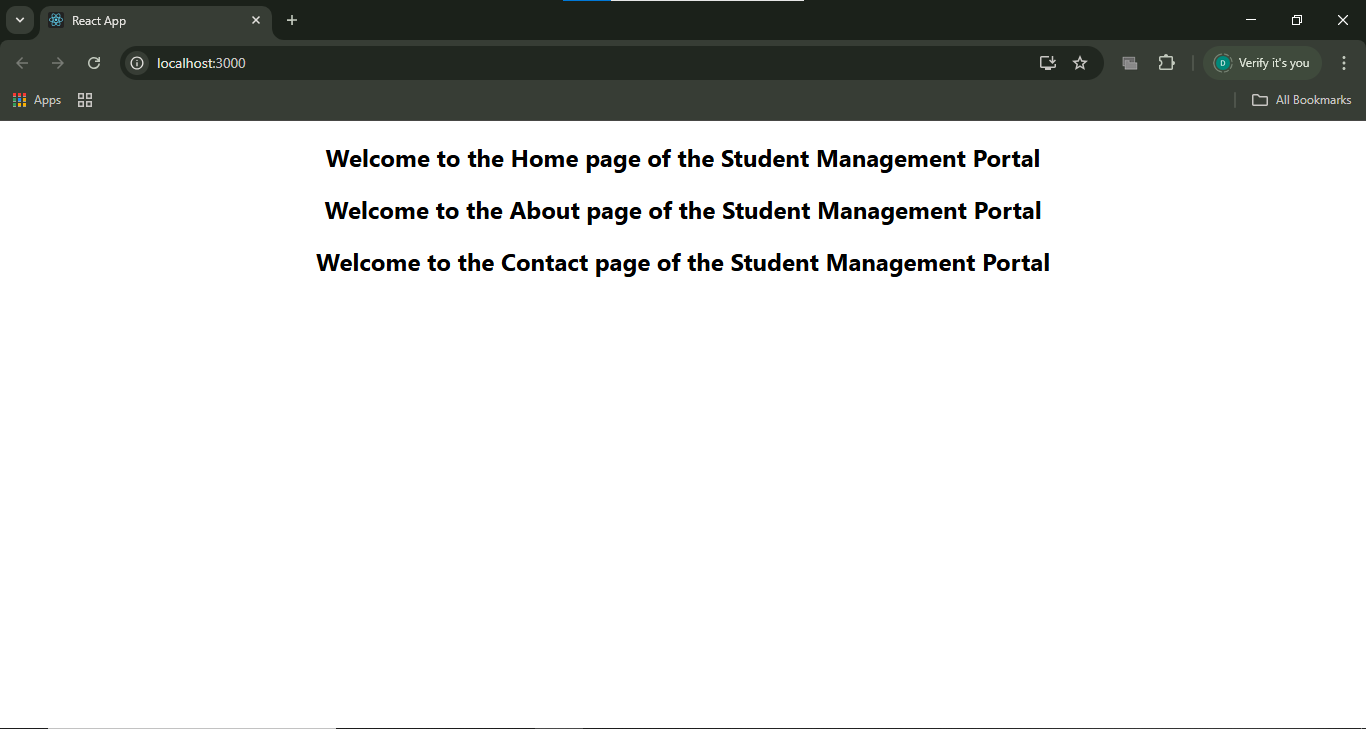 React App
localhost:3000
D
Verify it's you
Apps
All Bookmarks
Welcome to the Home page of the Student Management Portal
Welcome to the About page of the Student Management Portal
Welcome to the Contact page of the Student Management Portal